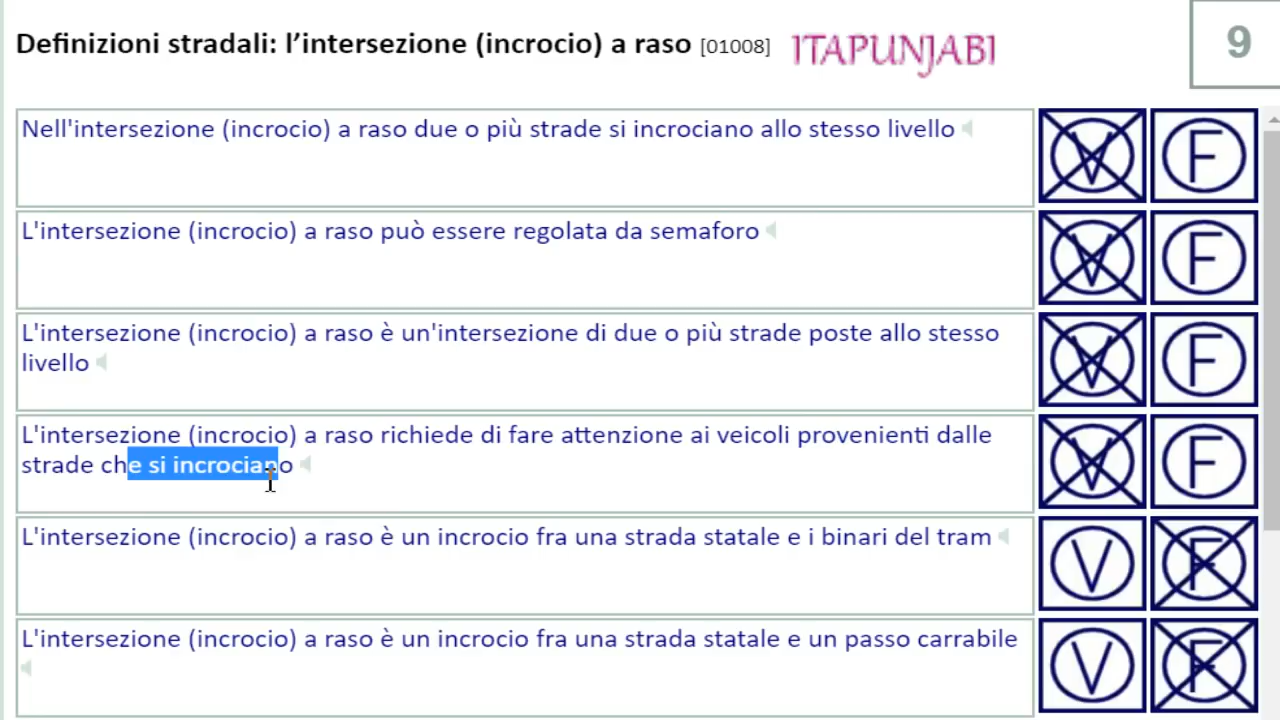 Definizioni stradali: l’intersezione (incrocio) a raso [01008] ITAPUNJABI 9
Nell'intersezione (incrocio) a raso due o più strade si incrociano allo stesso livello
V F
L'intersezione (incrocio) a raso può essere regolata da semaforo
V F
L'intersezione (incrocio) a raso è un'intersezione di due o più strade poste allo stesso
livello
V F
L'intersezione (incrocio) a raso richiede di fare attenzione ai veicoli provenienti dalle
strade che si incrociano
V F
L'intersezione (incrocio) a raso è un incrocio fra una strada statale e i binari del tram
V F
L'intersezione (incrocio) a raso è un incrocio fra una strada statale e un passo carrabile
V F